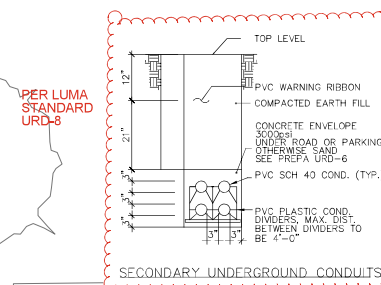 TOP LEVEL
12"
PER LUMA
STANDARD
URD-8
PVC WARNING RIBBON
COMPACTED EARTH FILL
21"
CONCRETE ENVELOPE
3000psi
UNDER ROAD OR PARKING
OTHERWISE SAND
SEE PREPA URD-6
PVC SCH 40 COND. (TYP.
3"
3"
3"
3"
PVC PLASTIC COND.
DIVIDERS, MAX. DIST.
BETWEEN DIVIDERS TO
BE 4'-0"
3" 3"
SECONDARY UNDERGROUND CONDUITS